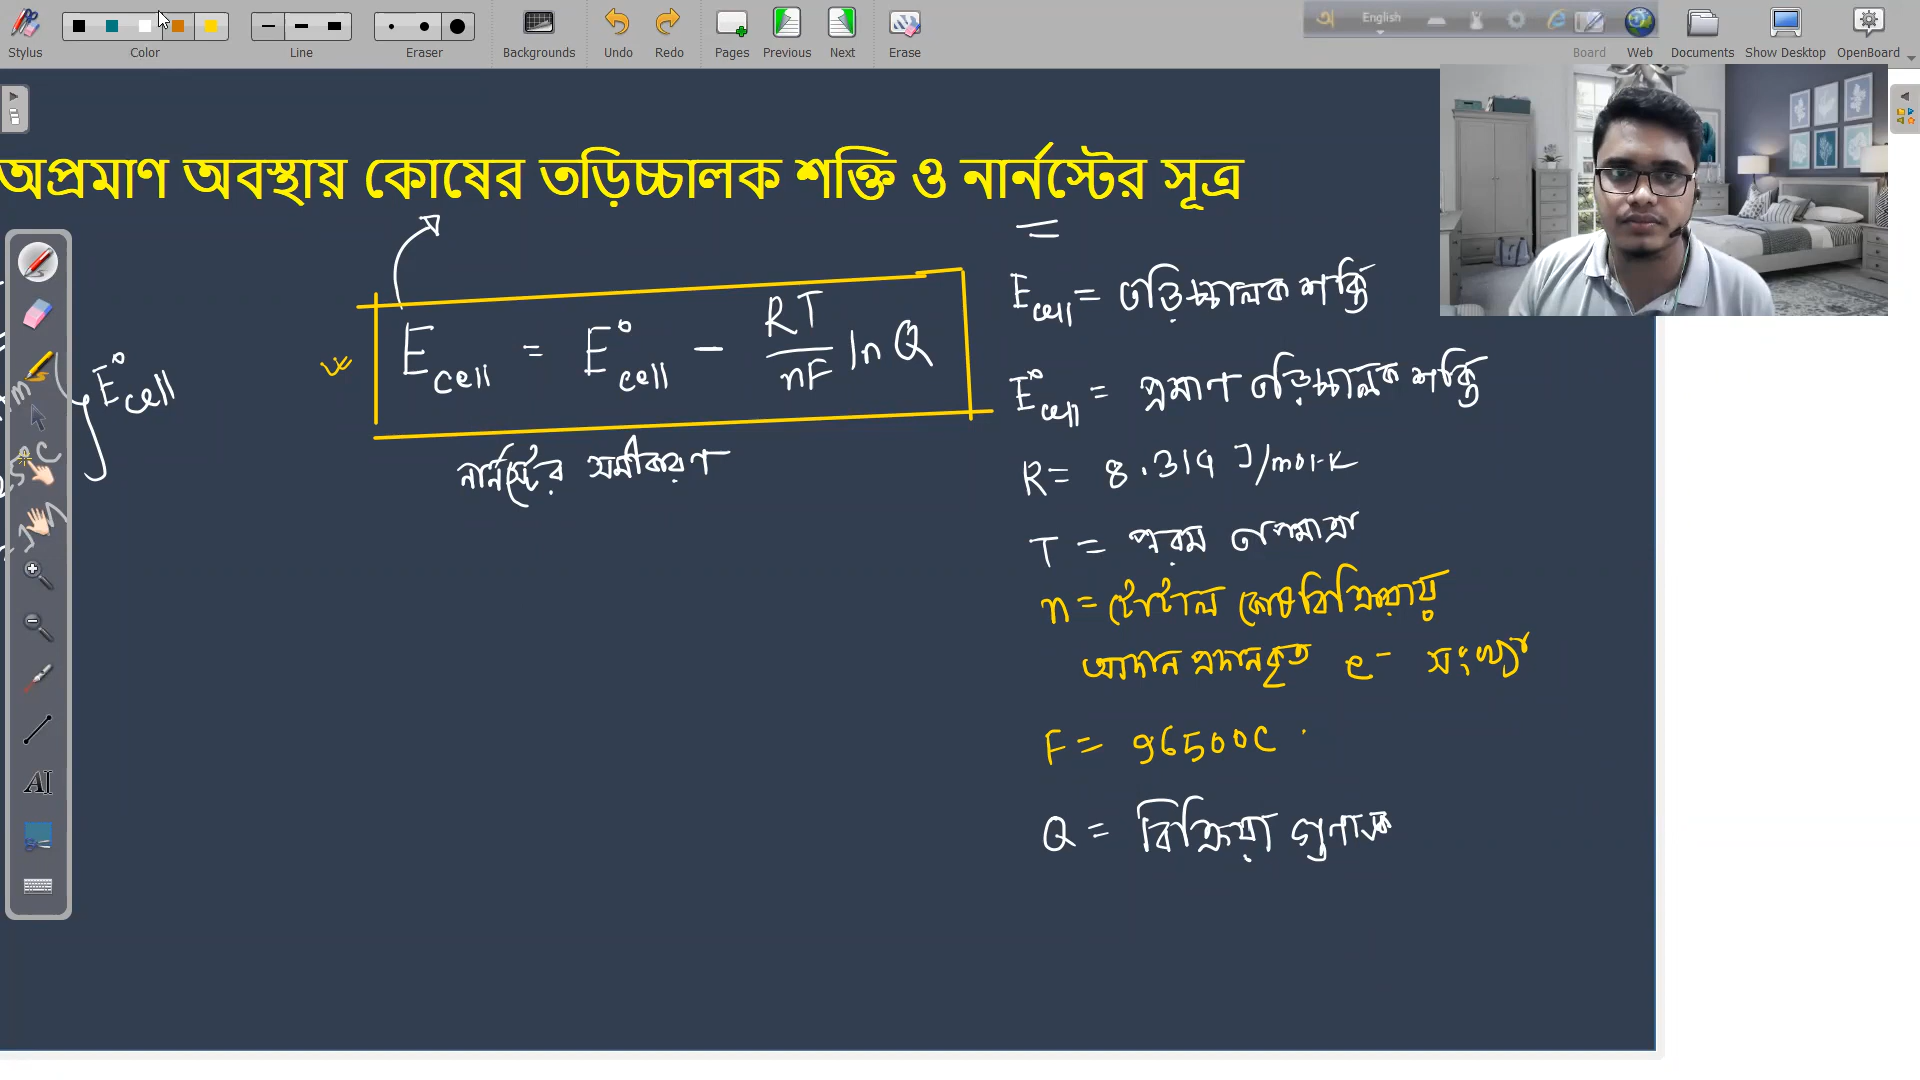 Stylus Color Line Eraser Backgrounds Undo Redo Pages Previous Next Erase English Board Web Documents Show Desktop OpenBoard
অপ্রমাণ অবস্থায় কোষের তড়িচ্চালক শক্তি ও নার্নস্টের সূত্র
E°cell
Ecell = E°cell - RT/nF ln Q
নার্নস্টের সমীকরণ
Ecell = তড়িচ্চালক শক্তি
E°cell = প্রমাণ তড়িচ্চালক শক্তি
R = 8.314 J/mol-K
T = পরম তাপমাত্রা
n = টোটাল কোষ বিক্রিয়ায়
আদান প্রদানকৃত e⁻ সংখ্যা
F = 96500C
Q = বিক্রিয়া গুনাঙ্ক
AI